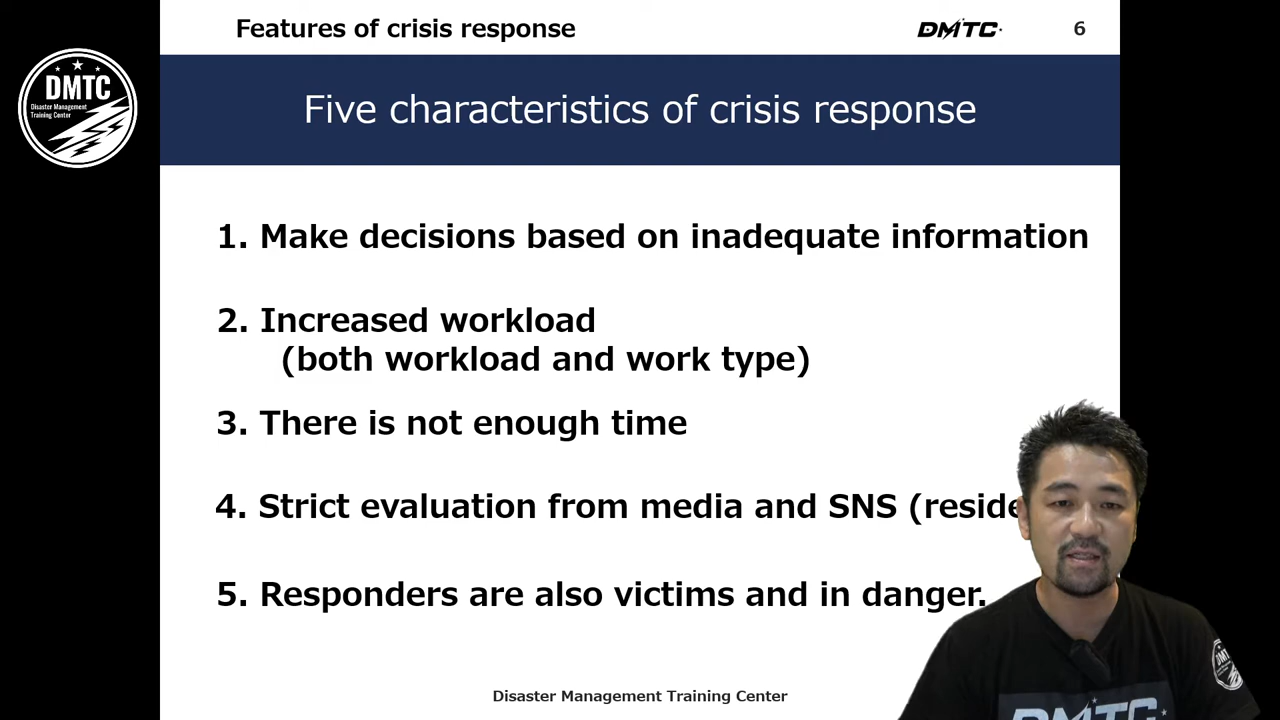 Features of crisis response
DMTC
6
DMTC
Disaster Management
Training Center
Five characteristics of crisis response
1. Make decisions based on inadequate information
2. Increased workload
(both workload and work type)
3. There is not enough time
4. Strict evaluation from media and SNS
5. Responders are also victims and in danger.
DMTC
DMTC
Disaster Management Training Center